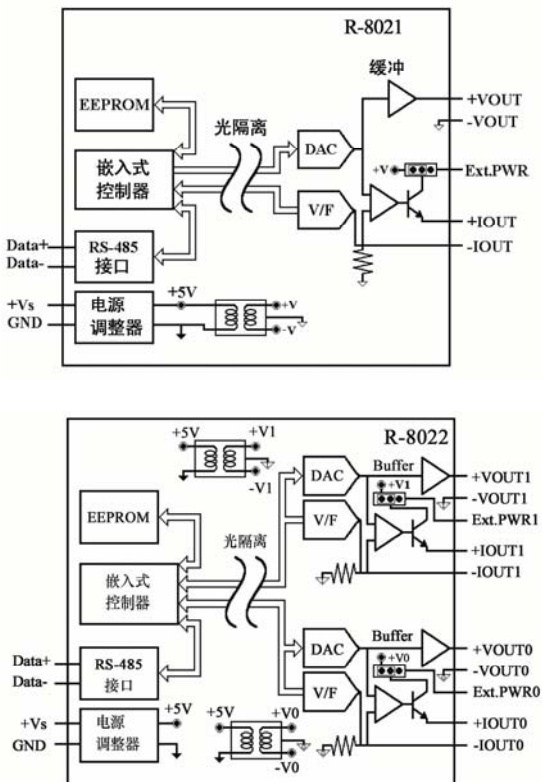 R-8021
缓冲
EEPROM
+VOUT
-VOUT
光隔离
DAC
嵌入式
控制器
+V
Ext.PWR
V/F
+IOUT
-IOUT
Data+
Data-
RS-485
接口
+5V
+Vs
GND
电源
调整器
+V
-V
R-8022
+5V
+V1
-V1
DAC
Buffer
+VOUT1
+V1
-VOUT1
Ext.PWR1
EEPROM
V/F
光隔离
+IOUT1
-IOUT1
嵌入式
控制器
DAC
Buffer
+VOUT0
Data+
Data-
RS-485
接口
+V0
-VOUT0
V/F
Ext.PWR0
+5V
+5V
+V0
+Vs
GND
电源
调整器
+IOUT0
-IOUT0
-V0